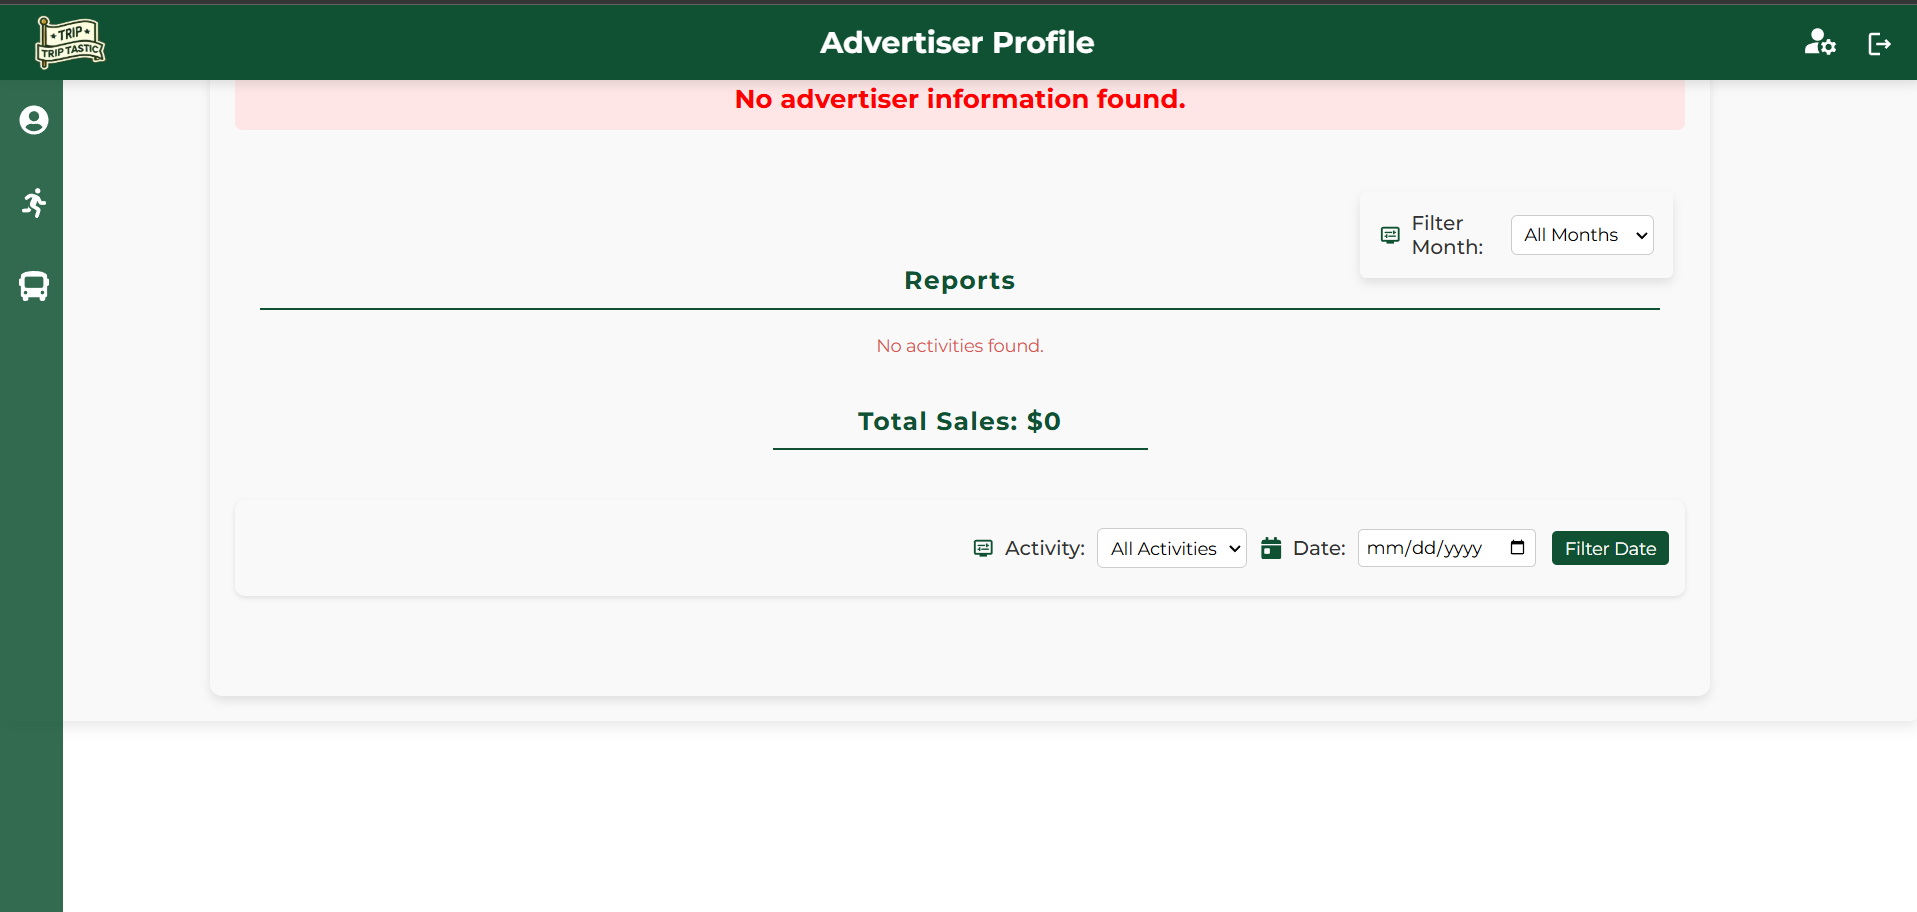 TRIP
TRIP TASTIC
Advertiser Profile
No advertiser information found.
Filter
Month:
All Months
Reports
No activities found.
Total Sales: $0
Activity:
All Activities
Date:
mm/dd/yyyy
Filter Date